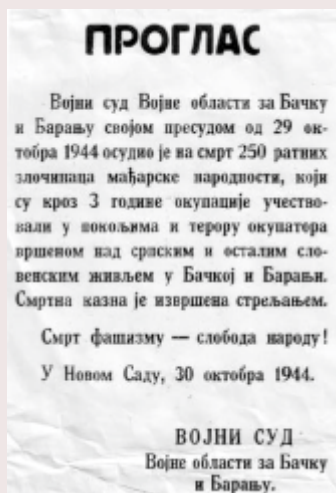 ПРОГЛАС
Војни суд Војне области за Бачку
и Барању својом пресудом од 29 ок-
тобра 1944 осудио је на смрт 250 ратних
злочинаца мађарске народности, који
су кроз 3 године окупације учество-
вали у покољима и терору окупатора
вршеном над српским и осталим сло-
венским живљем у Бачкој и Барањи.
Смртна казна је извршена стрељањем.
Смрт фашизму — слобода народу!
У Новом Саду, 30 октобра 1944.
ВОЈНИ СУД
Војне области за Бачку
и Барању.